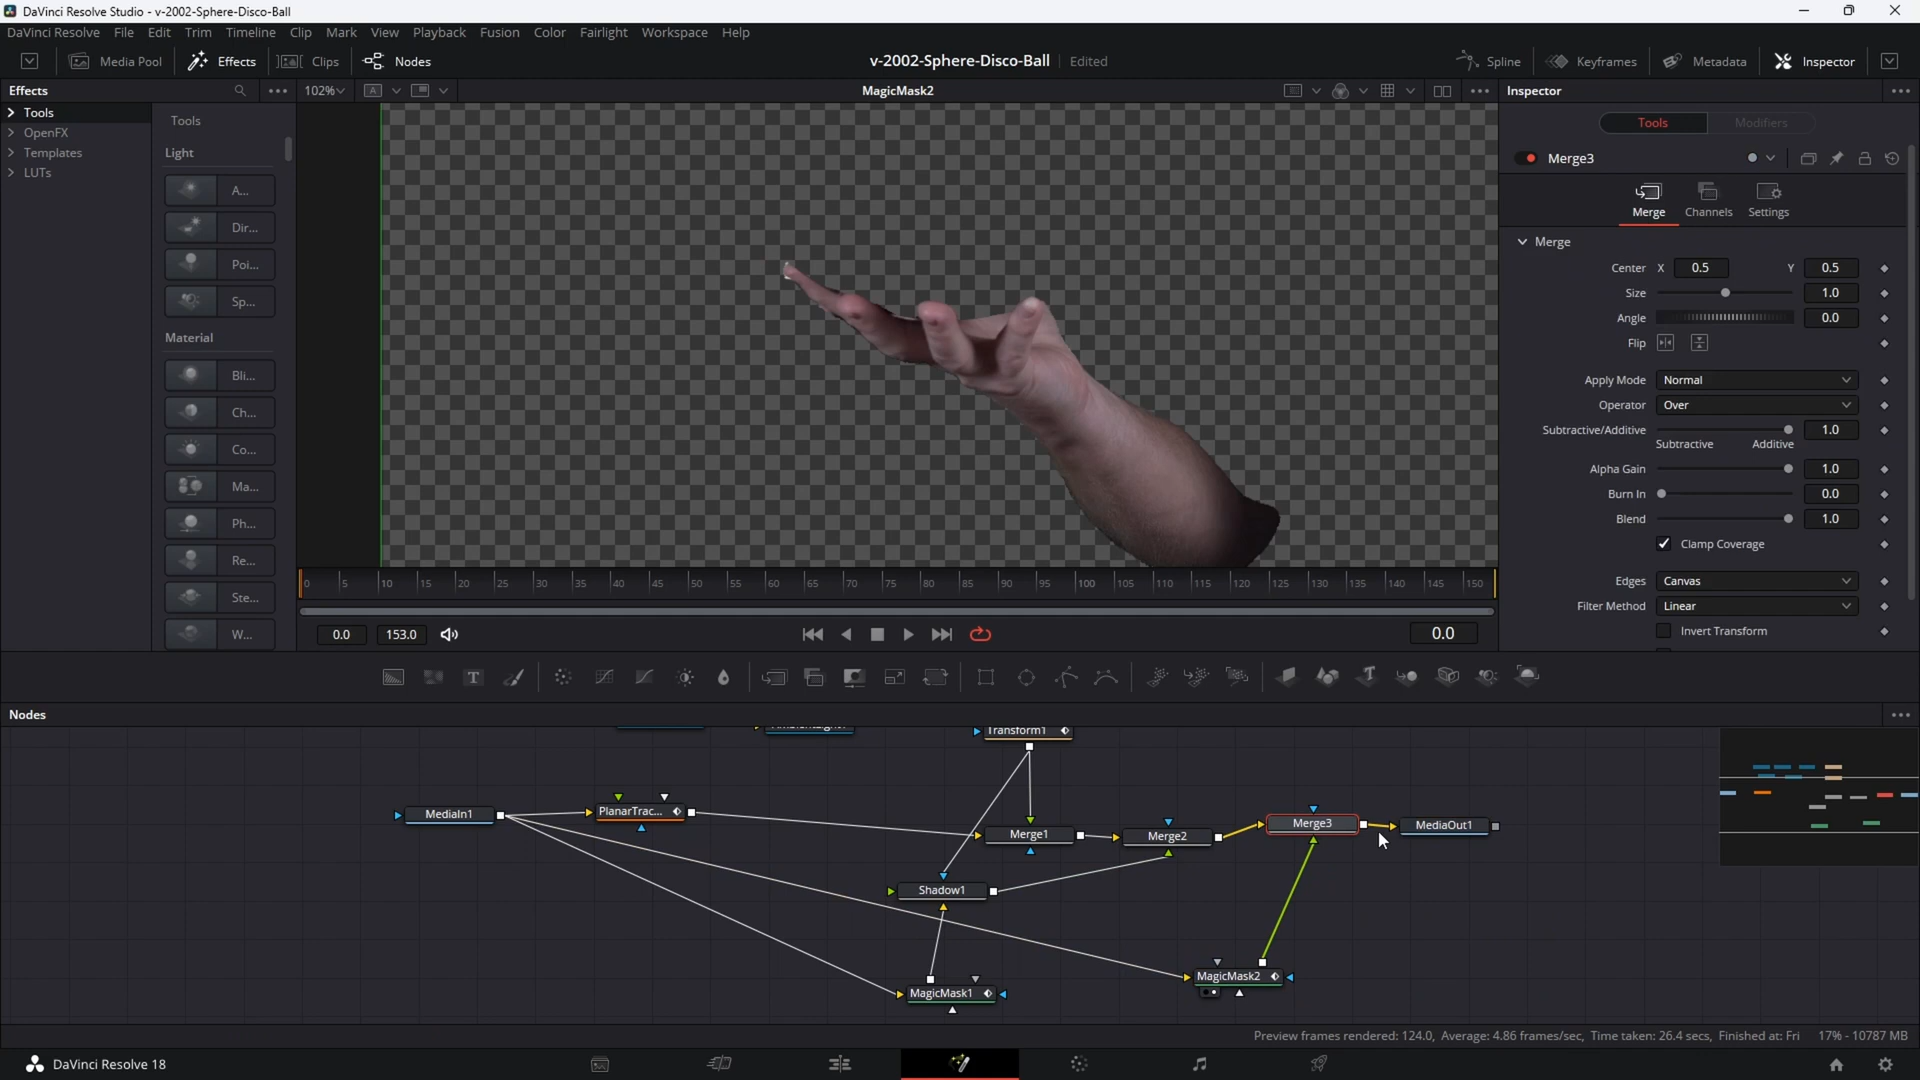 DaVinci Resolve Studio - v-2002-Sphere-Disco-Ball
DaVinci Resolve File Edit Trim Timeline Clip Mark View Playback Fusion Color Fairlight Workspace Help
Media Pool Effects Clips Nodes v-2002-Sphere-Disco-Ball Edited Spline Keyframes Metadata Inspector
Effects 102% A MagicMask2 Inspector
Tools
OpenFX
Templates
LUTs
Tools
Light
A...
Dir...
Poi...
Sp...
Material
Bli...
Ch...
Co...
Ma...
Ph...
Re...
Ste...
W...
Tools Modifiers
Merge3
Merge Channels Settings
Merge
Center X 0.5 Y 0.5
Size 1.0
Angle 0.0
Flip
Apply Mode Normal
Operator Over
Subtractive/Additive 1.0
Subtractive Additive
Alpha Gain 1.0
Burn In 0.0
Blend 1.0
Clamp Coverage
Edges Canvas
Filter Method Linear
Invert Transform
0 5 10 15 20 25 30 35 40 45 50 55 60 65 70 75 80 85 90 95 100 105 110 115 120 125 130 135 140 145 150
0.0 153.0 0.0
T
Nodes
Transform1
MediaIn1
PlanarTrac...
Merge1
Merge2
Merge3
MediaOut1
Shadow1
MagicMask2
MagicMask1
Preview frames rendered: 124.0, Average: 4.86 frames/sec, Time taken: 26.4 secs, Finished at: Fri 17% - 10787 MB
DaVinci Resolve 18